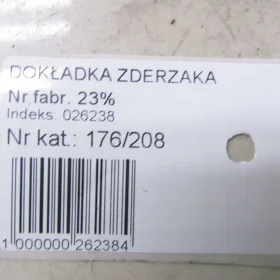 DOKŁADKA ZDERZAKA
Nr fabr. 23%
Indeks: 026238
Nr kat.: 176/208
1 000000 262384